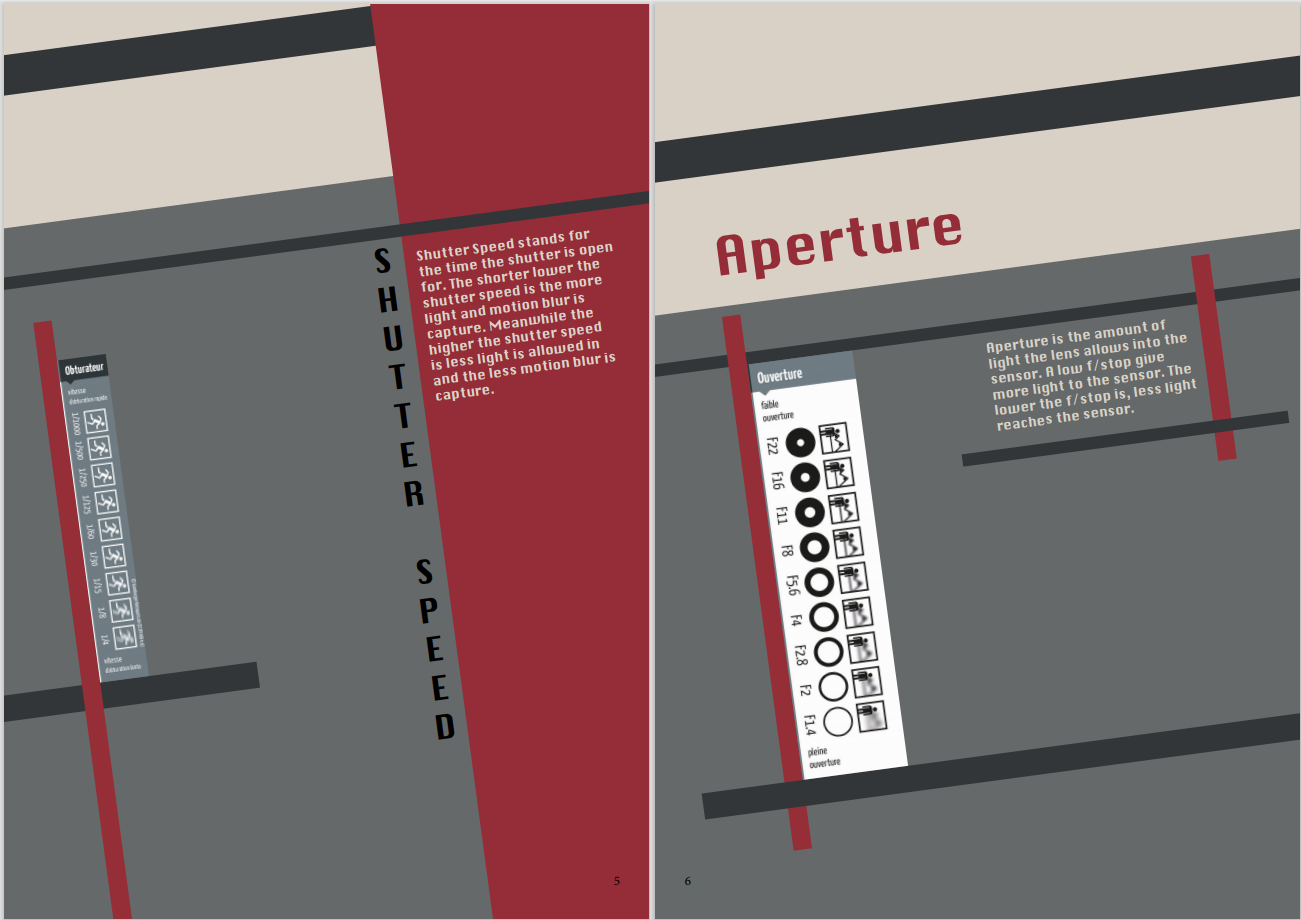 Obturateur
vitesse
d'obturation rapide
1/1000
1/500
1/250
1/125
1/60
1/30
1/15
1/8
1/4
vitesse
d'obturation lente
SHUTTER SPEED
Shutter Speed stands for
the time the shutter is open
for. The shorter lower the
shutter speed is the more
light and motion blur is
capture. Meanwhile the
higher the shutter speed
is less light is allowed in
and the less motion blur is
capture.
5
Aperture
Ouverture
faible
ouverture
F22
F16
F11
F8
F5.6
F4
F2.8
F2
F1.4
pleine
ouverture
Aperture is the amount of
light the lens allows into the
sensor. A low f/stop give
more light to the sensor. The
lower the f/stop is, less light
reaches the sensor.
6